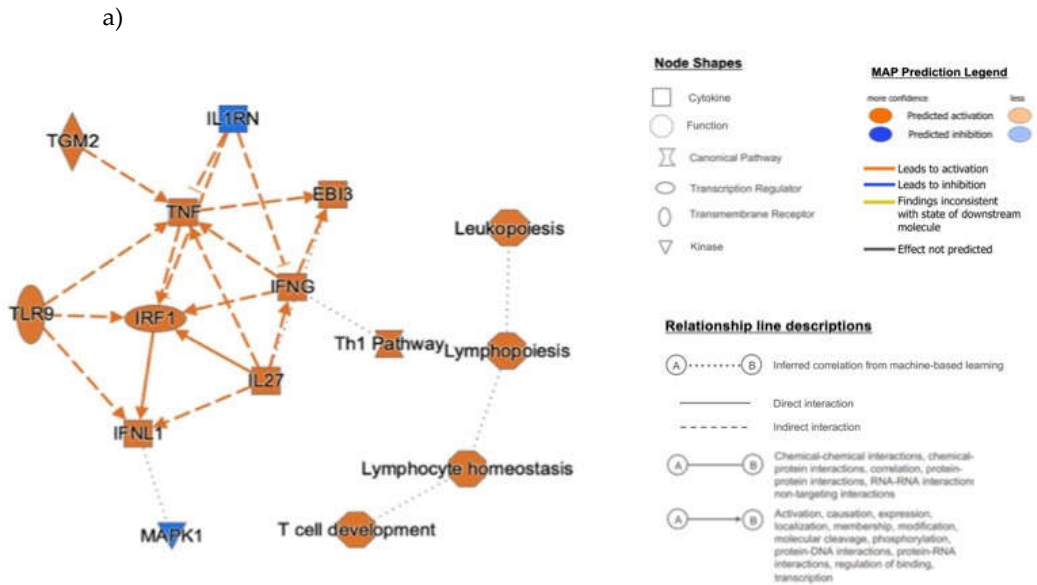 a)
IL1RN
TGM2
EBI3
TNF
Leukopoiesis
IFNG
TLR9
IRF1
Th1 Pathway
Lymphopoiesis
IL27
IFNL1
Lymphocyte homeostasis
MAPK1
T cell development
Node Shapes
Cytokine
Function
Canonical Pathway
Transcription Regulator
Transmembrane Receptor
Kinase
MAP Prediction Legend
more confidence
less
Predicted activation
Predicted inhibition
Leads to activation
Leads to inhibition
Findings inconsistent
with state of downstream
molecule
Effect not predicted
Relationship line descriptions
A B Inferred correlation from machine-based learning
Direct interaction
Indirect interaction
A B Chemical-chemical interactions, chemical-
protein interactions, correlation, protein-
protein interactions, RNA-RNA interaction:
non-targeting interactions
A B Activation, causation, expression,
localization, membership, modification,
molecular cleavage, phosphorylation,
protein-DNA interactions, protein-RNA
interactions, regulation of binding,
transcription